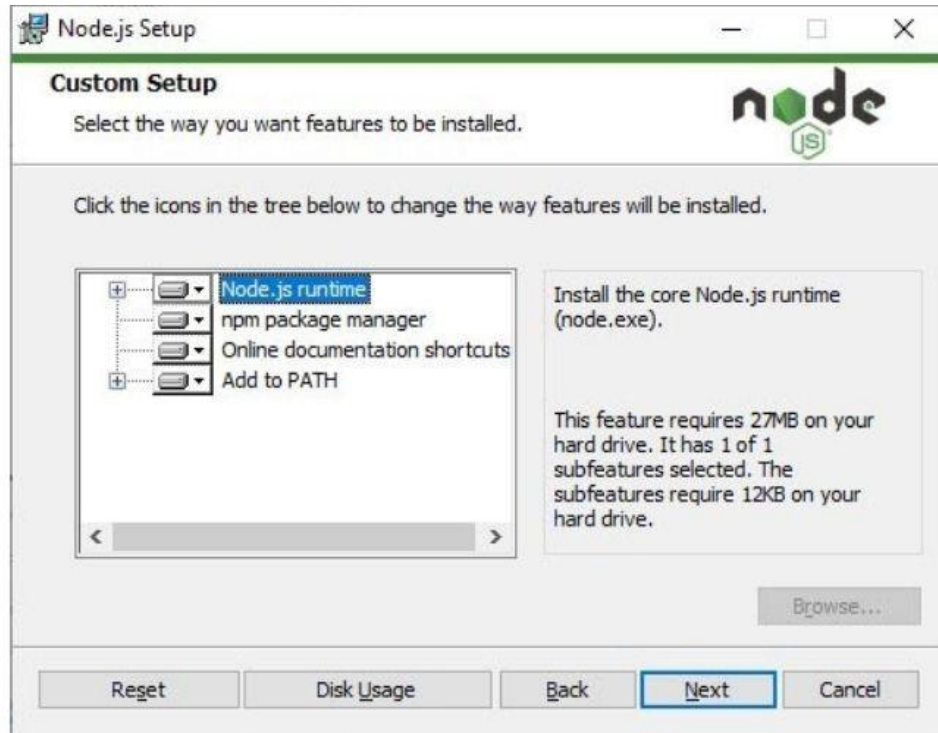 Node.js Setup
Custom Setup
Select the way you want features to be installed.
node
JS
Click the icons in the tree below to change the way features will be installed.
Node.js runtime
npm package manager
Online documentation shortcuts
Add to PATH
Install the core Node.js runtime
(node.exe).
This feature requires 27MB on your
hard drive. It has 1 of 1
subfeatures selected. The
subfeatures require 12KB on your
hard drive.
Browse...
Reset
Disk Usage
Back
Next
Cancel